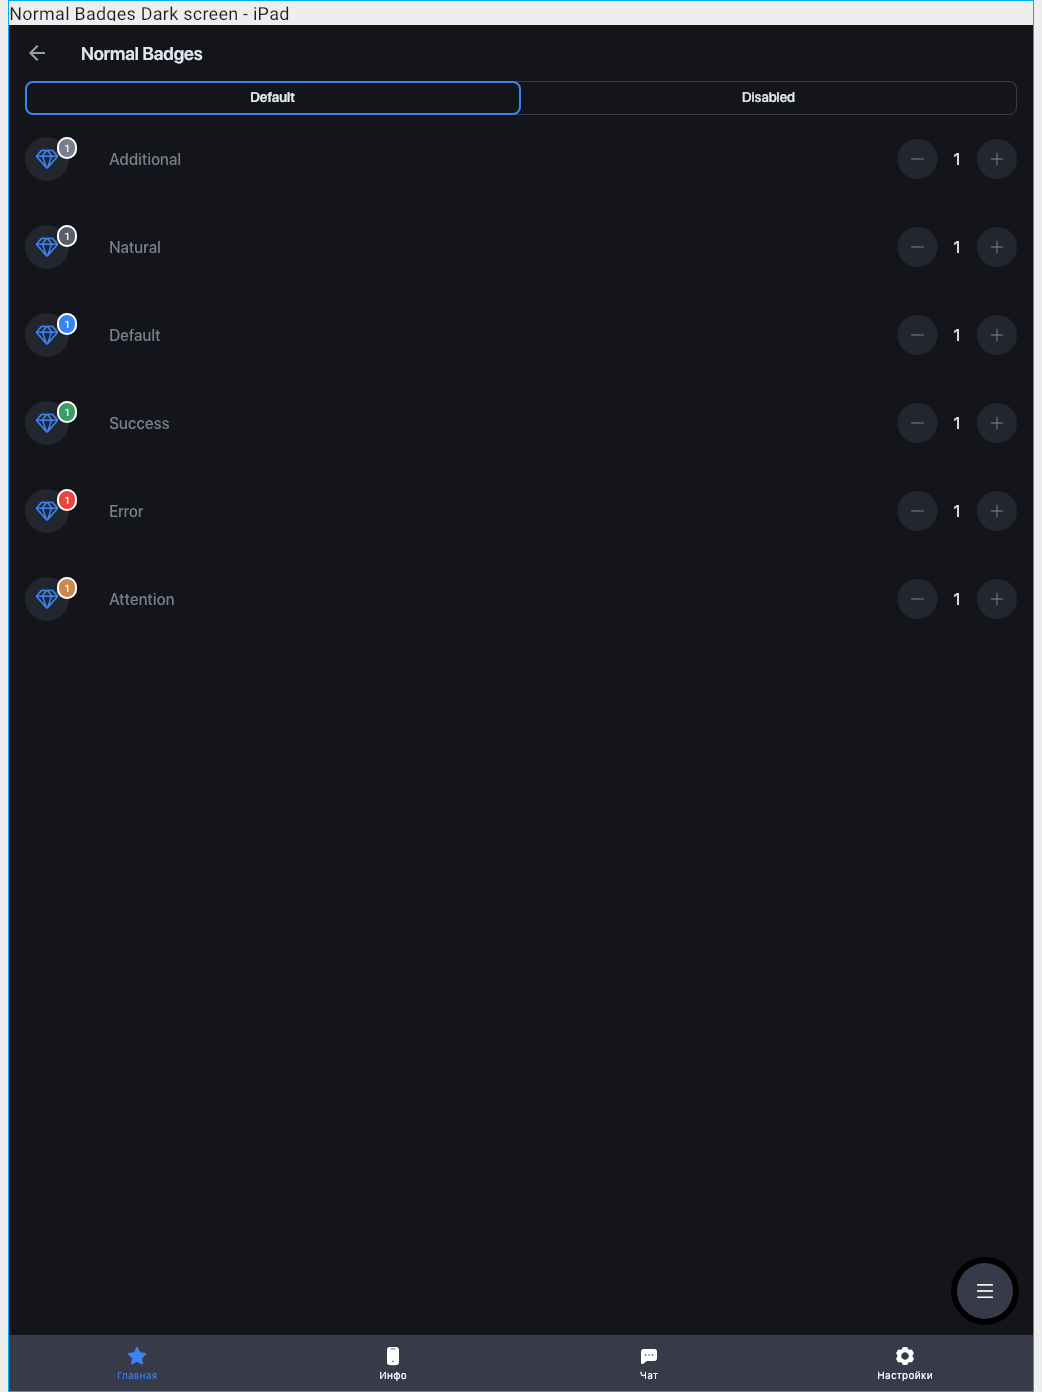 Normal Badges Dark screen - iPad
Normal Badges
Default Disabled
1 Additional 1
1 Natural 1
1 Default 1
1 Success 1
1 Error 1
1 Attention 1
Главная Инфо Чат Настройки